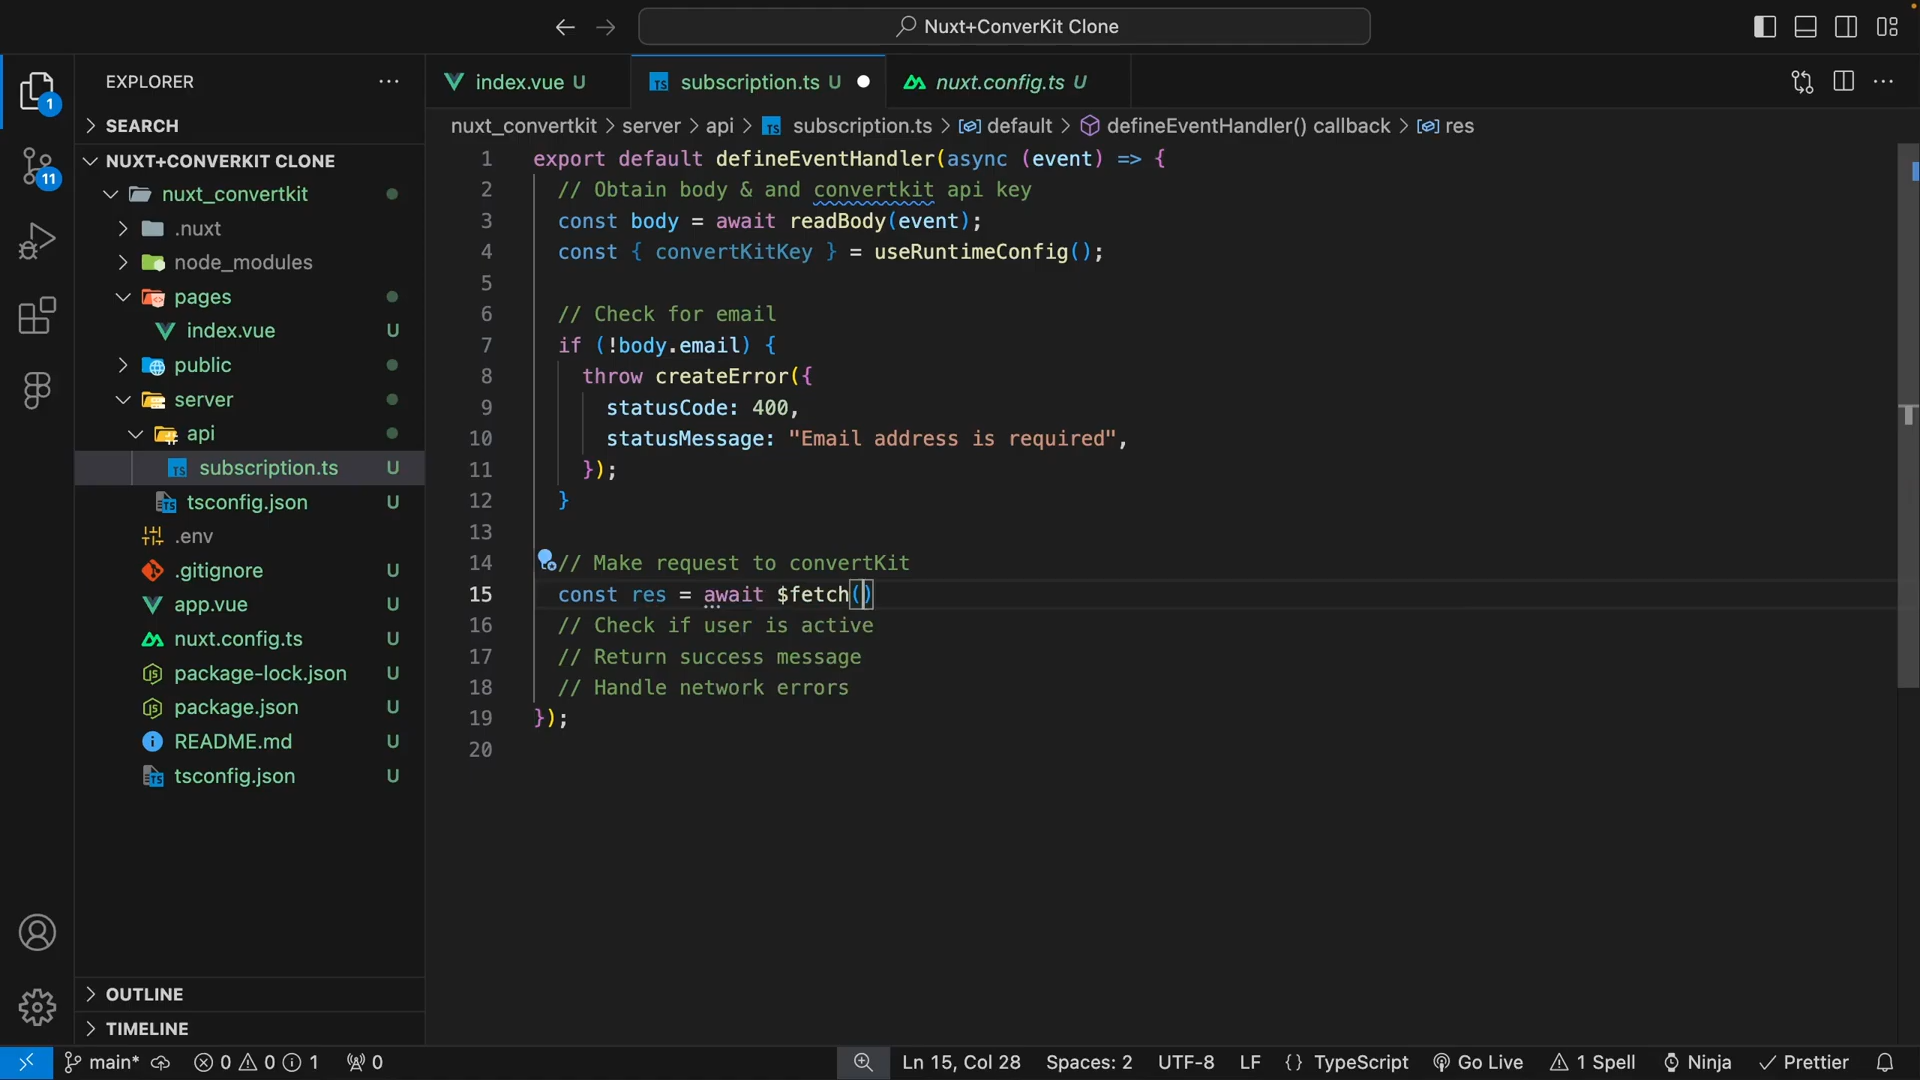 Nuxt+ConverKit Clone
EXPLORER
SEARCH
NUXT+CONVERKIT CLONE
nuxt_convertkit
.nuxt
node_modules
pages
index.vue U
public
server
api
subscription.ts U
tsconfig.json U
.env
.gitignore U
app.vue U
nuxt.config.ts U
package-lock.json U
package.json U
README.md U
tsconfig.json U
OUTLINE
TIMELINE
1
11
index.vue U
TS subscription.ts U
nuxt.config.ts U
nuxt_convertkit > server > api > TS subscription.ts > default > defineEventHandler() callback > res
1 export default defineEventHandler(async (event) => {
2 // Obtain body & and convertkit api key
3 const body = await readBody(event);
4 const { convertKitKey } = useRuntimeConfig();
5
6 // Check for email
7 if (!body.email) {
8 throw createError({
9 statusCode: 400,
10 statusMessage: "Email address is required",
11 });
12 }
13
14 // Make request to convertKit
15 const res = await $fetch()
16 // Check if user is active
17 // Return success message
18 // Handle network errors
19 });
20
main* 0 0 1 0 Ln 15, Col 28 Spaces: 2 UTF-8 LF {} TypeScript Go Live 1 Spell Ninja Prettier